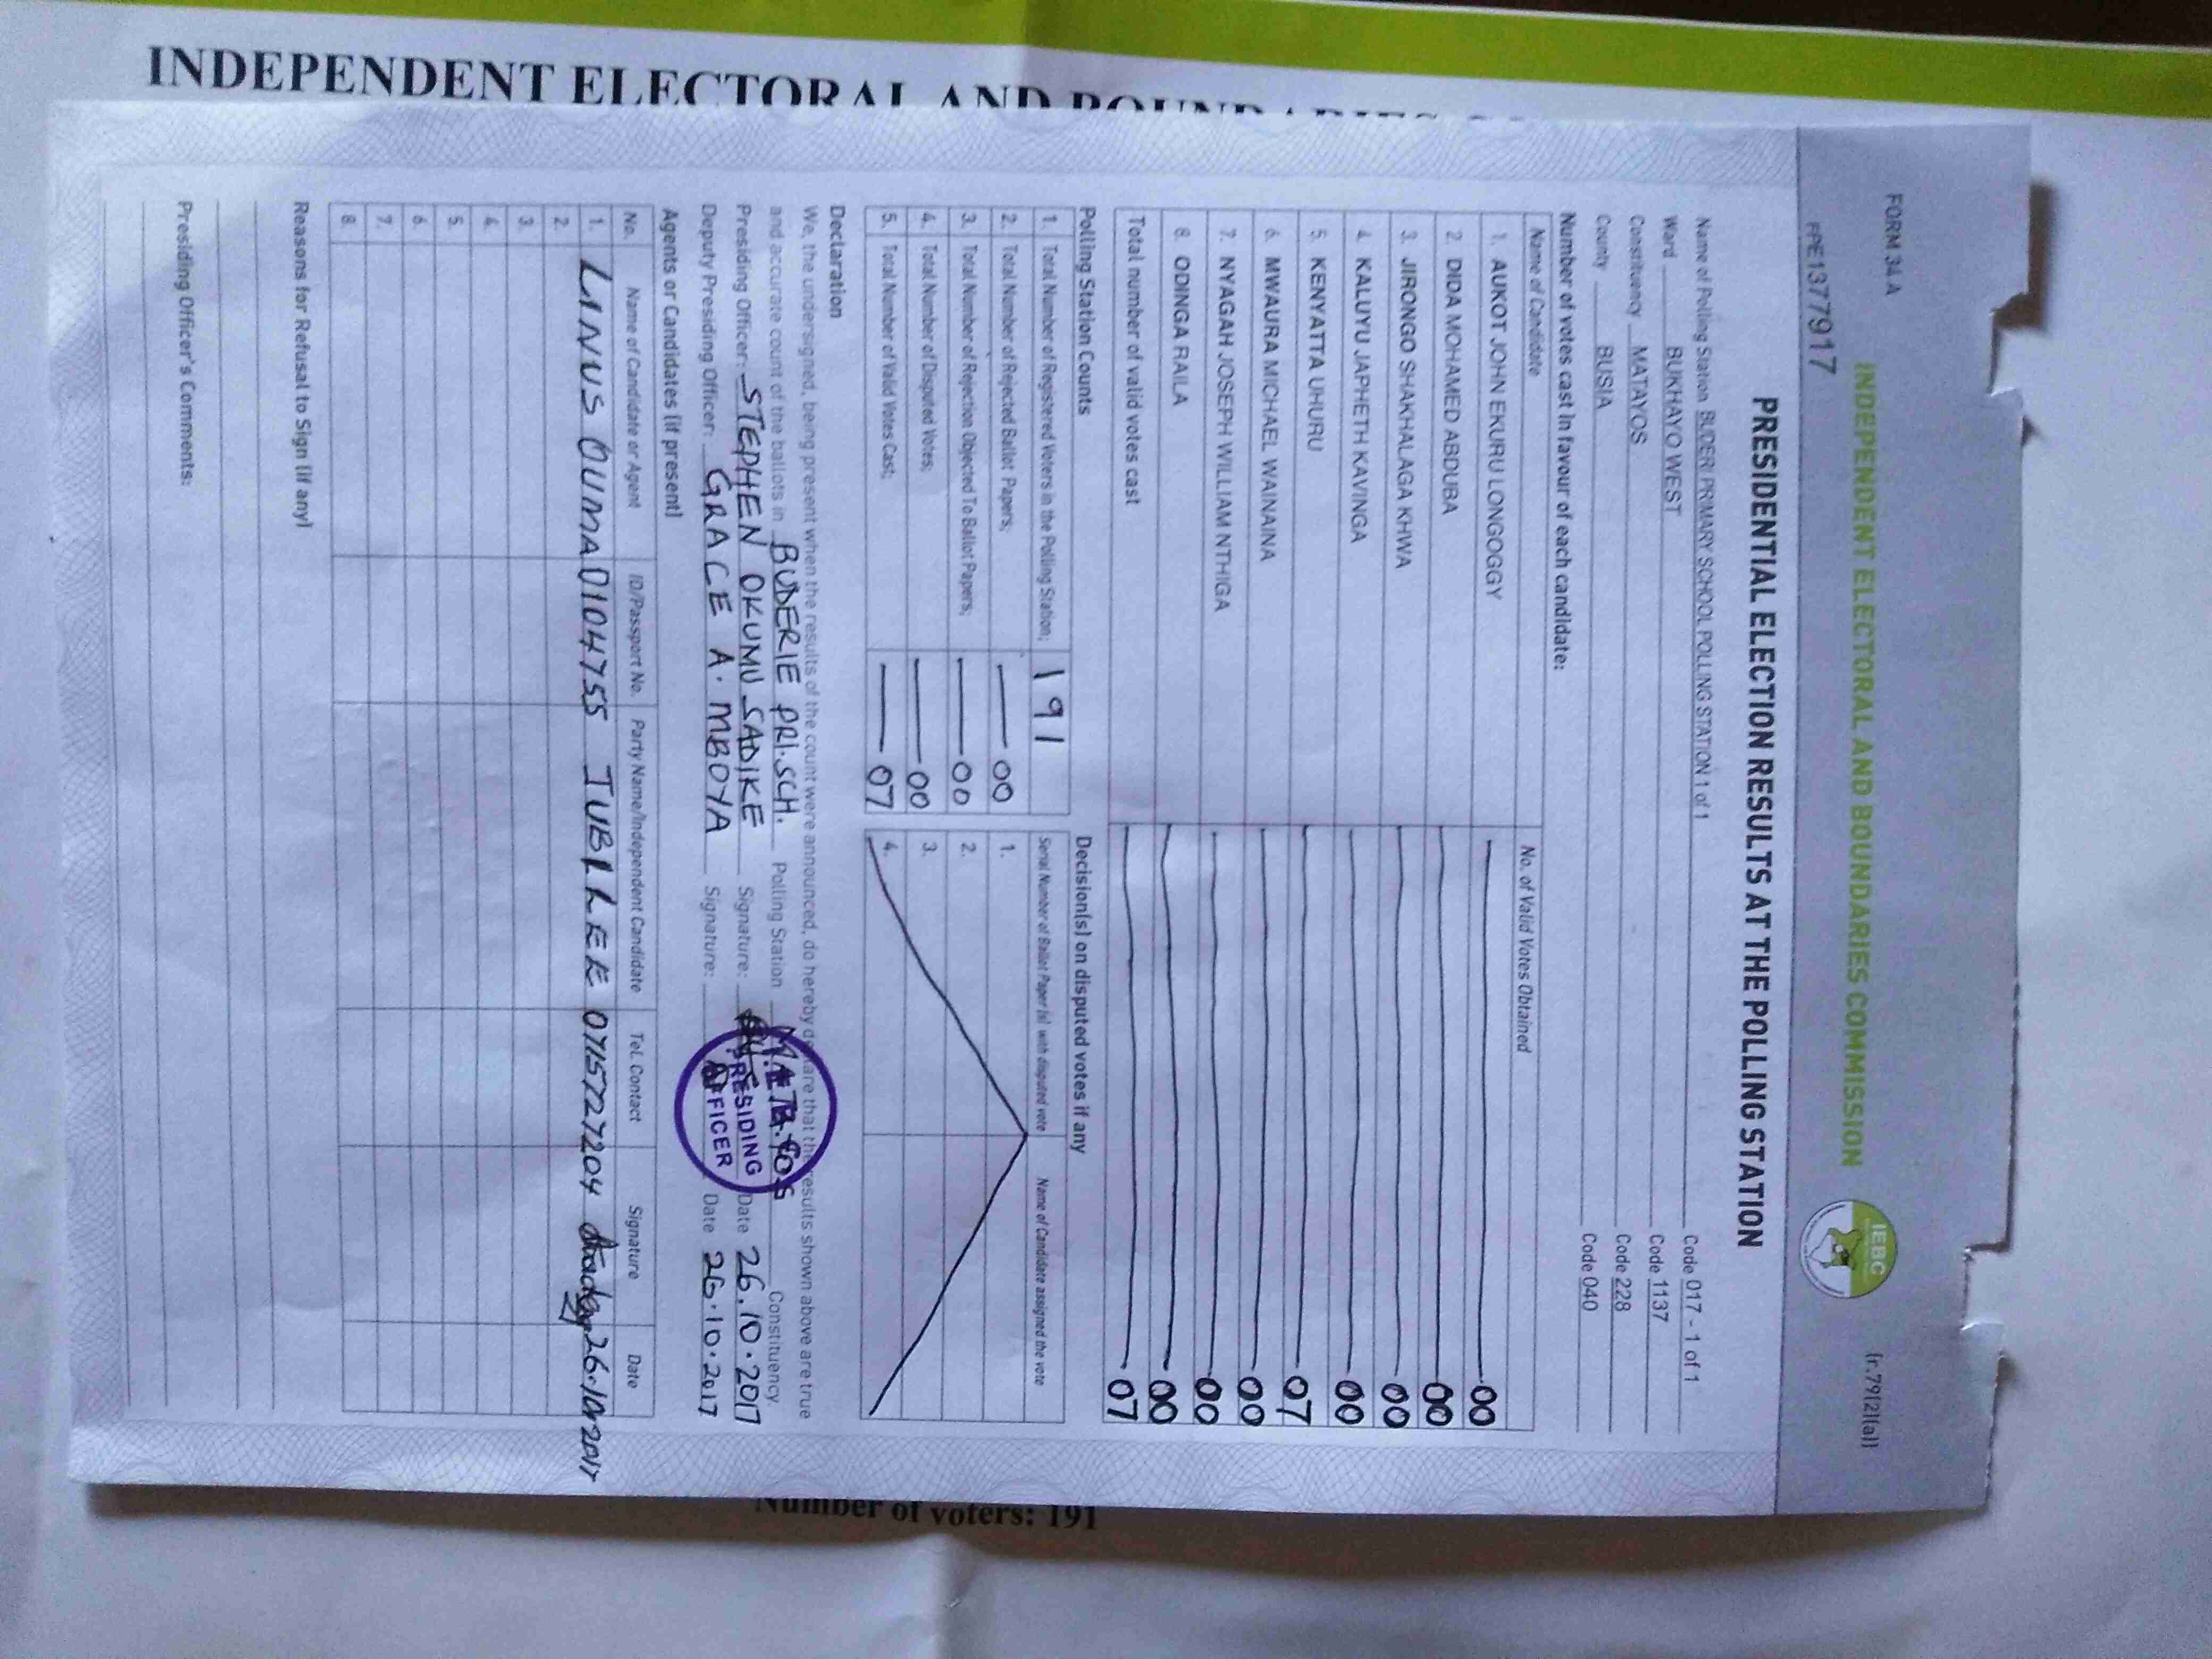 INDEPENDENT ELECTORAL AND BOUNDARIES
FORM 34 A
(r.79(2)(a))
INDEPENDENT ELECTORAL AND BOUNDARIES COMMISSION
IEBC
FPE1377917
PRESIDENTIAL ELECTION RESULTS AT THE POLLING STATION
Name of Polling Station BUDERI PRIMARY SCHOOL POLLING STATION 1 of 1 Code 017 - 1 of 1
Ward BUKHAYO WEST Code 1137
Constituency MATAYOS Code 228
County BUSIA Code 040
Number of votes cast in favour of each candidate:
Name of Candidate No. of Valid Votes Obtained
1. AUKOT JOHN EKURU LONGOGGY 00
2. DIDA MOHAMED ABDUBA 00
3. JIRONGO SHAKHALAGA KHWA 00
4. KALUYU JAPHETH KAVINGA 00
5. KENYATTA UHURU 07
6. MWAURA MICHAEL WAINAINA 00
7. NYAGAH JOSEPH WILLIAM NTHIGA 00
8. ODINGA RAILA 00
Total number of valid votes cast 07
Polling Station Counts
1. Total Number of Registered Voters in the Polling Station; 191
2. Total Number of Rejected Ballot Papers; 00
3. Total Number of Rejection Objected To Ballot Papers; 00
4. Total Number of Disputed Votes; 00
5. Total Number of Valid Votes Cast; 07
Decision(s) on disputed votes if any
Serial Number of Ballot Paper (s) with disputed vote Name of Candidate assigned the vote
1.
2.
3.
4.
Declaration
We, the undersigned, being present when the results of the count were announced, do hereby declare that the results shown above are true
and accurate count of the ballots in BUDERIE PRI.SCH. Polling Station Constituency
Presiding Officer: STEPHEN OKUMU SADIKE Signature: Date 26.10.2017
Deputy Presiding Officer: GRACE A. MBOYA Signature: Date 26.10.2017
PRESIDING
OFFICER
Agents or Candidates (if present)
No. Name of Candidate or Agent ID/Passport No. Party Name/Independent Candidate Tel. Contact Signature Date
1. LINUS OUMA 0104755 JUBILEE 0715727204 26.10.2017
2.
3.
4.
5.
6.
7.
8.
Reasons for Refusal to Sign (if any)
Presiding Officer's Comments:
Number of voters: 191